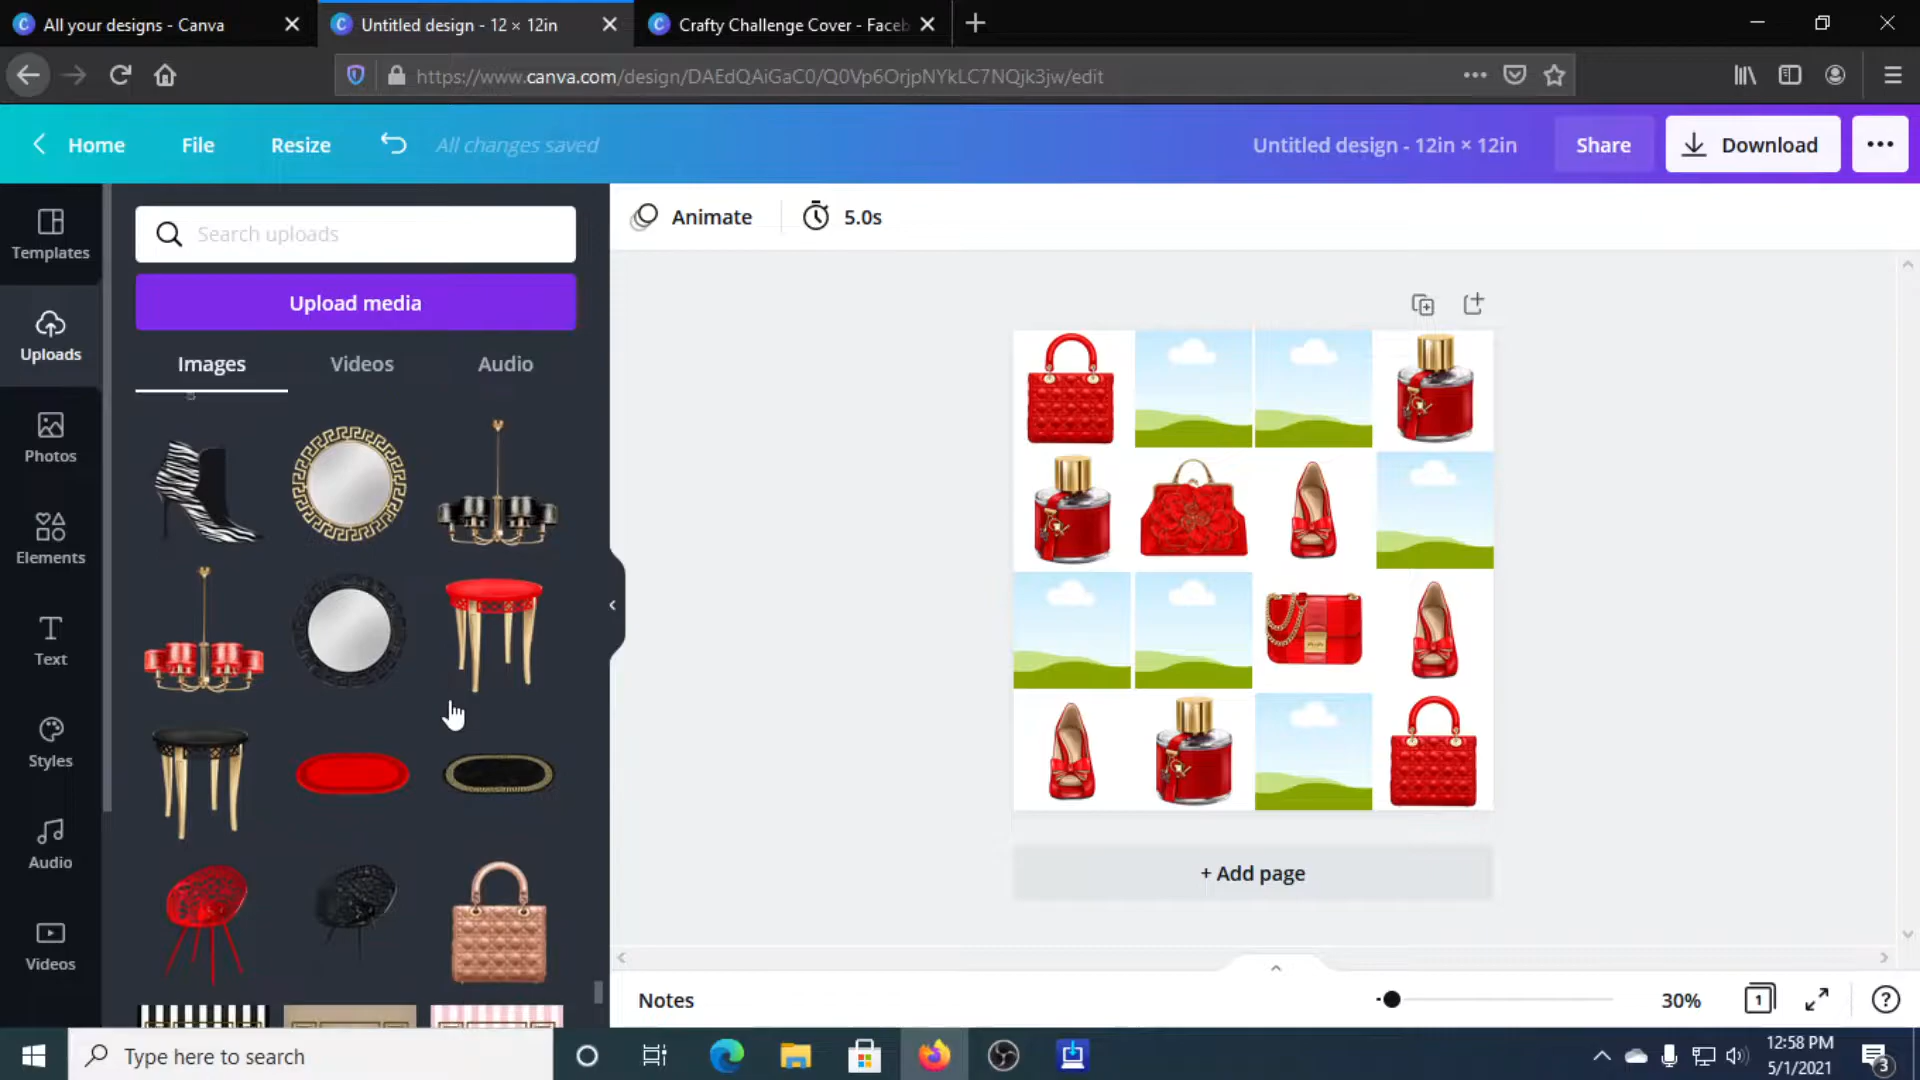 All your designs - Canva
Untitled design - 12 × 12in
Crafty Challenge Cover - Faceb
https://www.canva.com/design/DAEdQAiGaC0/Q0Vp6OrjpNYkLC7NQjk3jw/edit
Home
File
Resize
All changes saved
Untitled design - 12in × 12in
Share
Download
Templates
Uploads
Photos
Elements
Text
Styles
Audio
Videos
Search uploads
Upload media
Images
Videos
Audio
Animate
5.0s
+ Add page
Notes
30%
1
Type here to search
12:58 PM
5/1/2021
3